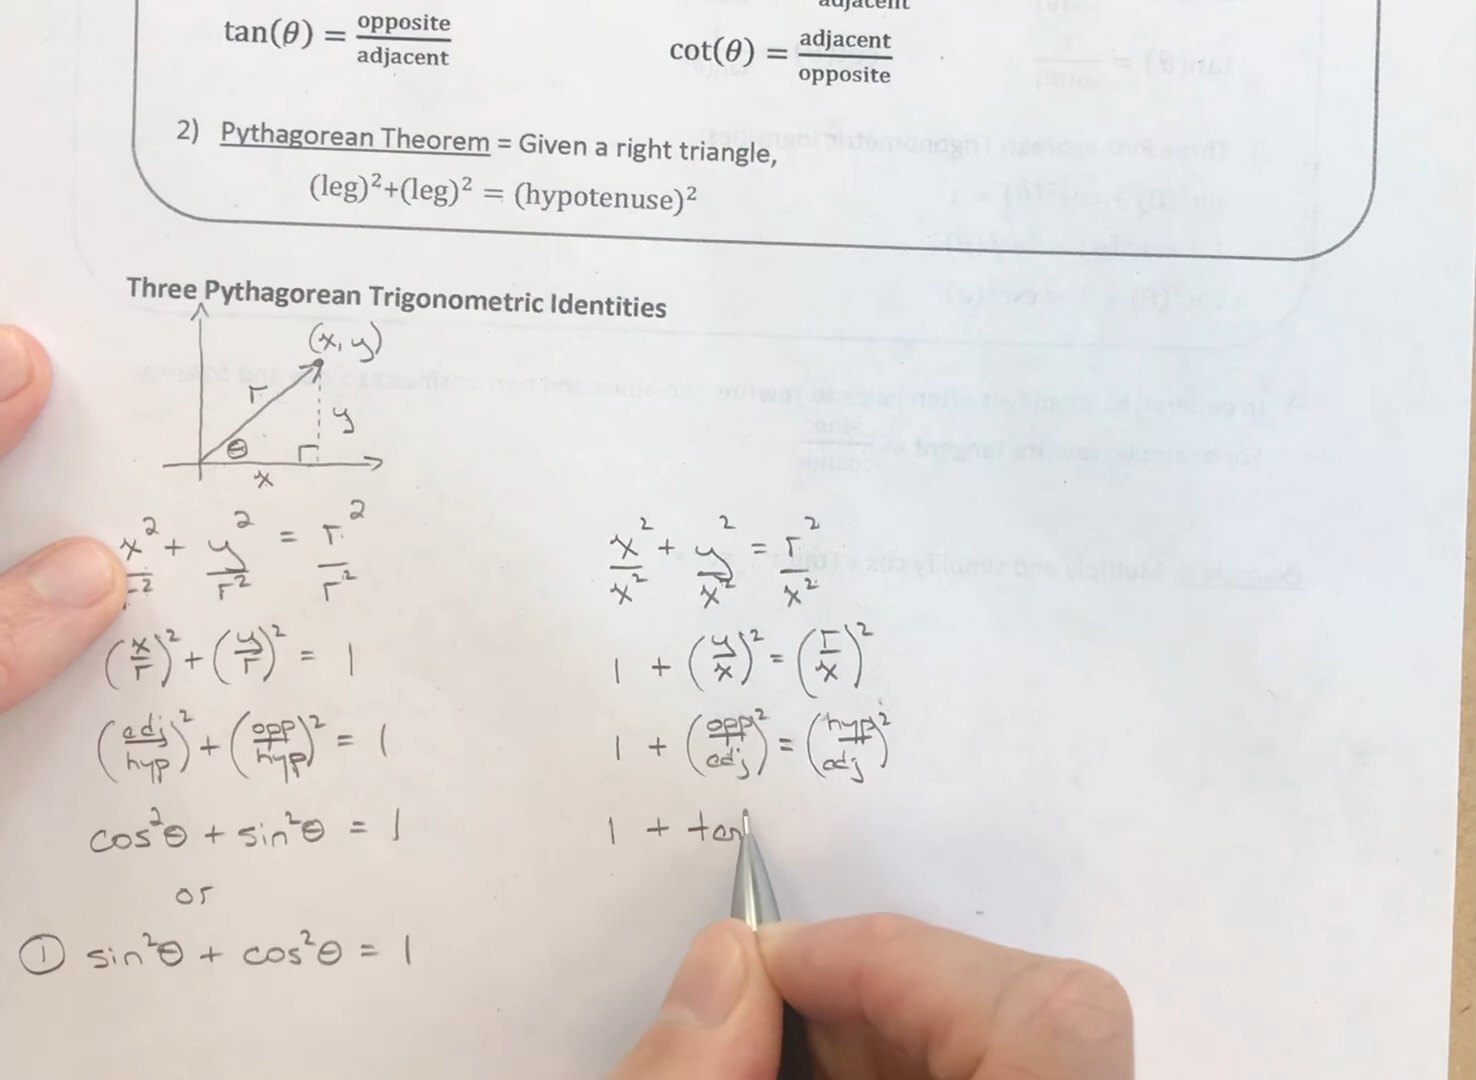 adjacent
tan(θ) = opposite/adjacent
cot(θ) = adjacent/opposite
2) Pythagorean Theorem = Given a right triangle,
(leg)²+(leg)² = (hypotenuse)²
Three Pythagorean Trigonometric Identities
(x, y)
r
y
θ
x
x²/r² + y²/r² = r²/r²
(x/r)² + (y/r)² = 1
(adj/hyp)² + (opp/hyp)² = 1
cos²θ + sin²θ = 1
or
① sin²θ + cos²θ = 1
x²/x² + y²/x² = r²/x²
1 + (y/x)² = (r/x)²
1 + (opp/adj)² = (hyp/adj)²
1 + tan